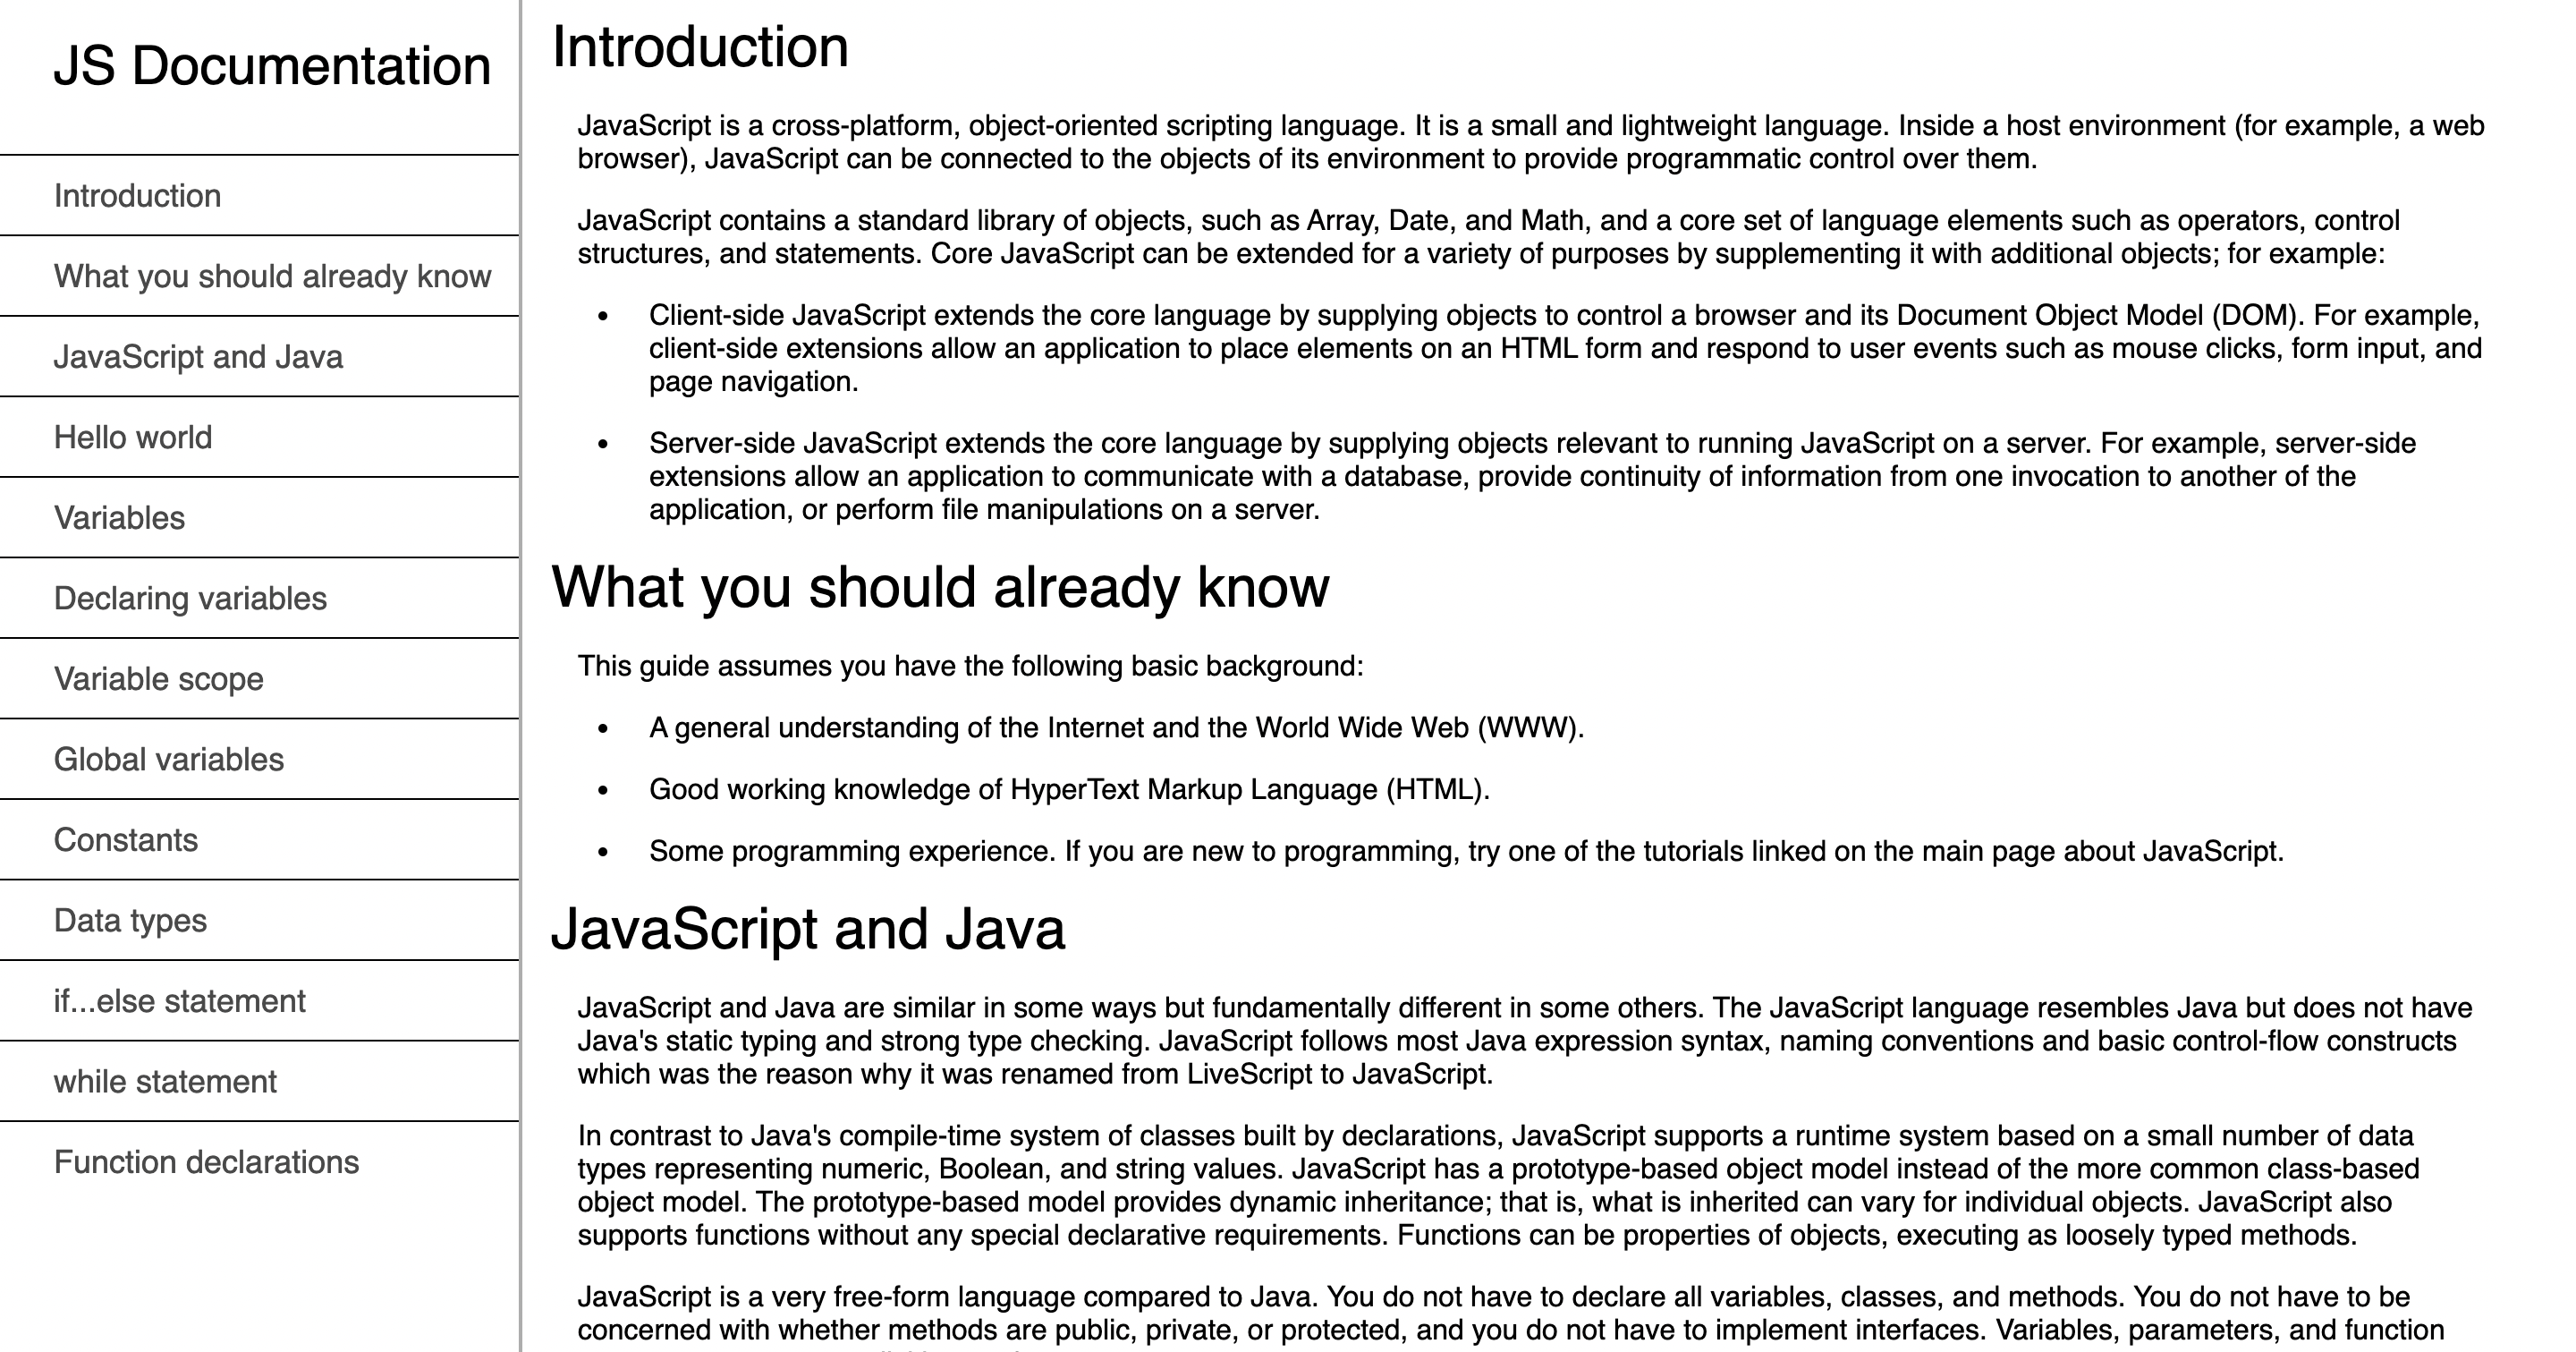 JS Documentation
Introduction
What you should already know
JavaScript and Java
Hello world
Variables
Declaring variables
Variable scope
Global variables
Constants
Data types
if...else statement
while statement
Function declarations
Introduction
JavaScript is a cross-platform, object-oriented scripting language. It is a small and lightweight language. Inside a host environment (for example, a web
browser), JavaScript can be connected to the objects of its environment to provide programmatic control over them.
JavaScript contains a standard library of objects, such as Array, Date, and Math, and a core set of language elements such as operators, control
structures, and statements. Core JavaScript can be extended for a variety of purposes by supplementing it with additional objects; for example:
• Client-side JavaScript extends the core language by supplying objects to control a browser and its Document Object Model (DOM). For example,
client-side extensions allow an application to place elements on an HTML form and respond to user events such as mouse clicks, form input, and
page navigation.
• Server-side JavaScript extends the core language by supplying objects relevant to running JavaScript on a server. For example, server-side
extensions allow an application to communicate with a database, provide continuity of information from one invocation to another of the
application, or perform file manipulations on a server.
What you should already know
This guide assumes you have the following basic background:
• A general understanding of the Internet and the World Wide Web (WWW).
• Good working knowledge of HyperText Markup Language (HTML).
• Some programming experience. If you are new to programming, try one of the tutorials linked on the main page about JavaScript.
JavaScript and Java
JavaScript and Java are similar in some ways but fundamentally different in some others. The JavaScript language resembles Java but does not have
Java's static typing and strong type checking. JavaScript follows most Java expression syntax, naming conventions and basic control-flow constructs
which was the reason why it was renamed from LiveScript to JavaScript.
In contrast to Java's compile-time system of classes built by declarations, JavaScript supports a runtime system based on a small number of data
types representing numeric, Boolean, and string values. JavaScript has a prototype-based object model instead of the more common class-based
object model. The prototype-based model provides dynamic inheritance; that is, what is inherited can vary for individual objects. JavaScript also
supports functions without any special declarative requirements. Functions can be properties of objects, executing as loosely typed methods.
JavaScript is a very free-form language compared to Java. You do not have to declare all variables, classes, and methods. You do not have to be
concerned with whether methods are public, private, or protected, and you do not have to implement interfaces. Variables, parameters, and function